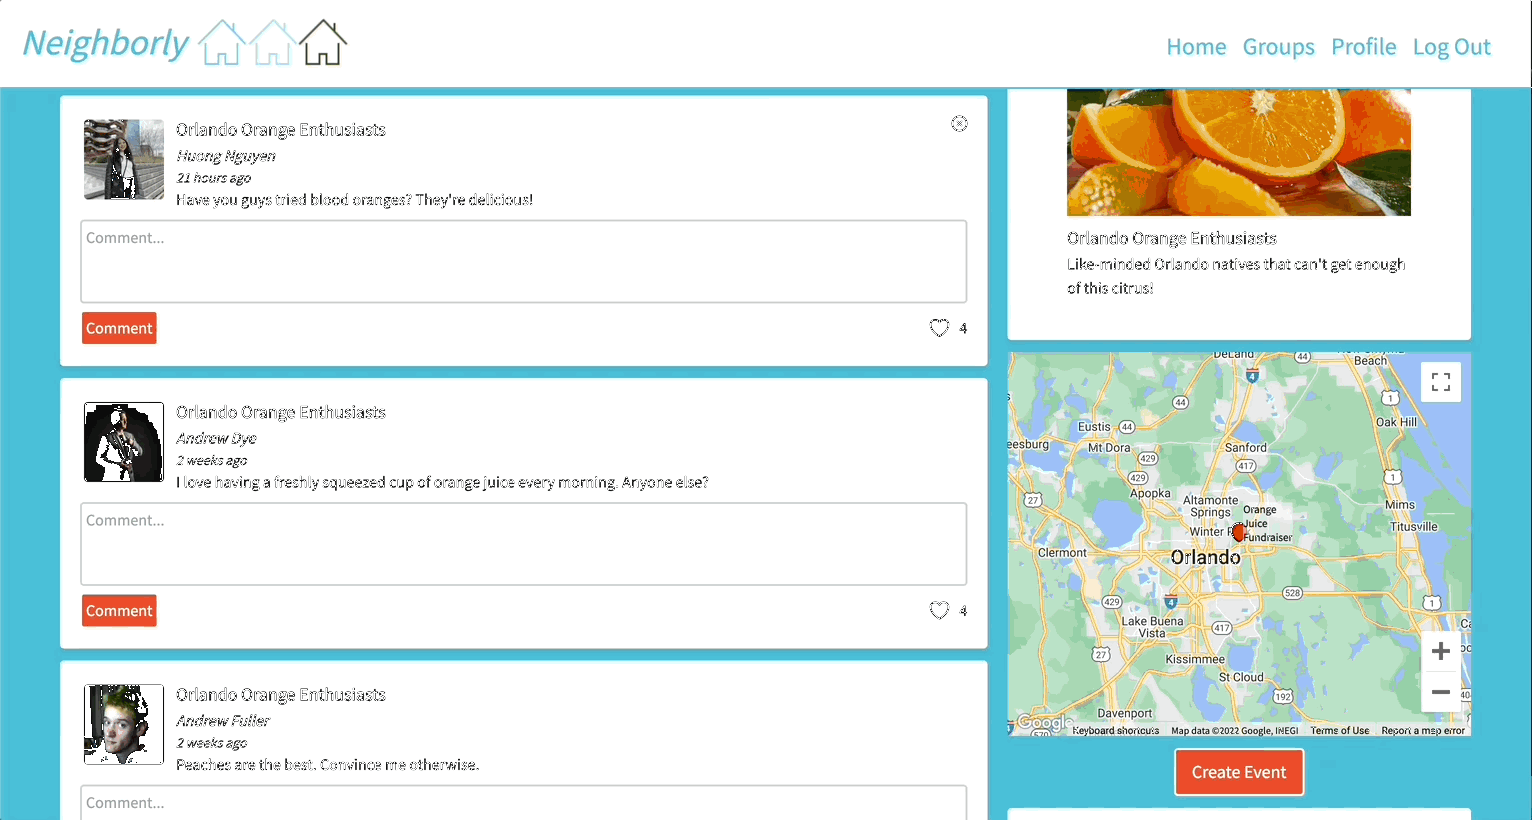 Neighborly
Home Groups Profile Log Out
Orlando Orange Enthusiasts
Huong Nguyen
21 hours ago
Have you guys tried blood oranges? They're delicious!
Comment...
Comment
4
Orlando Orange Enthusiasts
Andrew Dye
2 weeks ago
I love having a freshly squeezed cup of orange juice every morning. Anyone else?
Comment...
Comment
4
Orlando Orange Enthusiasts
Andrew Fuller
2 weeks ago
Peaches are the best. Convince me otherwise.
Comment...
Orlando Orange Enthusiasts
Like-minded Orlando natives that can't get enough
of this citrus!
DeLand
44
Beach
4
44
1
Oak Hill
Eustis
44
eesburg
Mt Dora
Sanford
429
417
429
1
Apopka
Altamonte
Springs
Orange
Juice
Fundraiser
27
Mims
Titusville
Winter P
Clermont
Orlando
528
429
4
1
Lake Buena
Vista
417
27
Kissimmee
St Cloud
192
Davenport
Google
Keyboard shortcuts
Map data ©2022 Google, INEGI
Terms of Use
Report a map error
Create Event